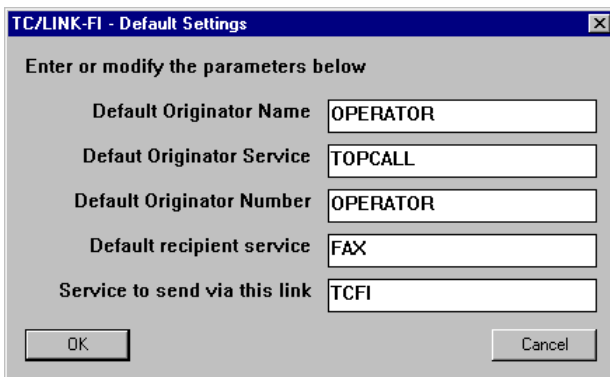 TC/LINK-FI - Default Settings
Enter or modify the parameters below
Default Originator Name OPERATOR
Defaut Originator Service TOPCALL
Default Originator Number OPERATOR
Default recipient service FAX
Service to send via this link TCFI
OK Cancel